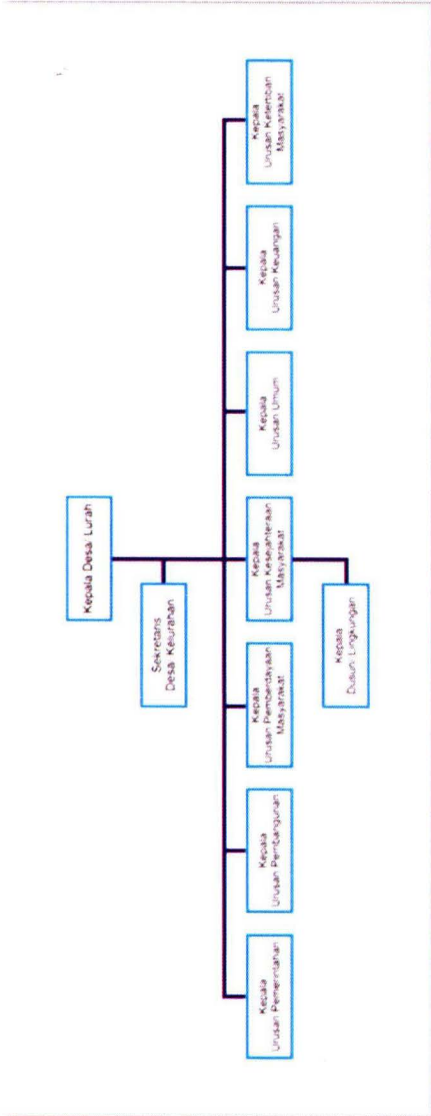 Kepala Desa/ Lurah
Sekretaris
Desa/ Kelurahan
Kepala
Urusan Pemerintahan
Kepala
Urusan Pembangunan
Kepala
Urusan Pemberdayaan
Masyarakat
Kepala
Urusan Kesejahteraan
Masyarakat
Kepala
Urusan Umum
Kepala
Urusan Keuangan
Kepala
Urusan Ketertiban
Masyarakat
Kepala
Dusun/ Lingkungan